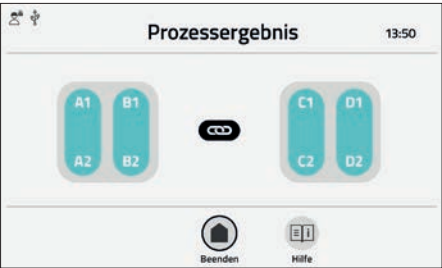 Prozessergebnis 13:50
A1 B1 C1 D1
A2 B2 C2 D2
Beenden Hilfe